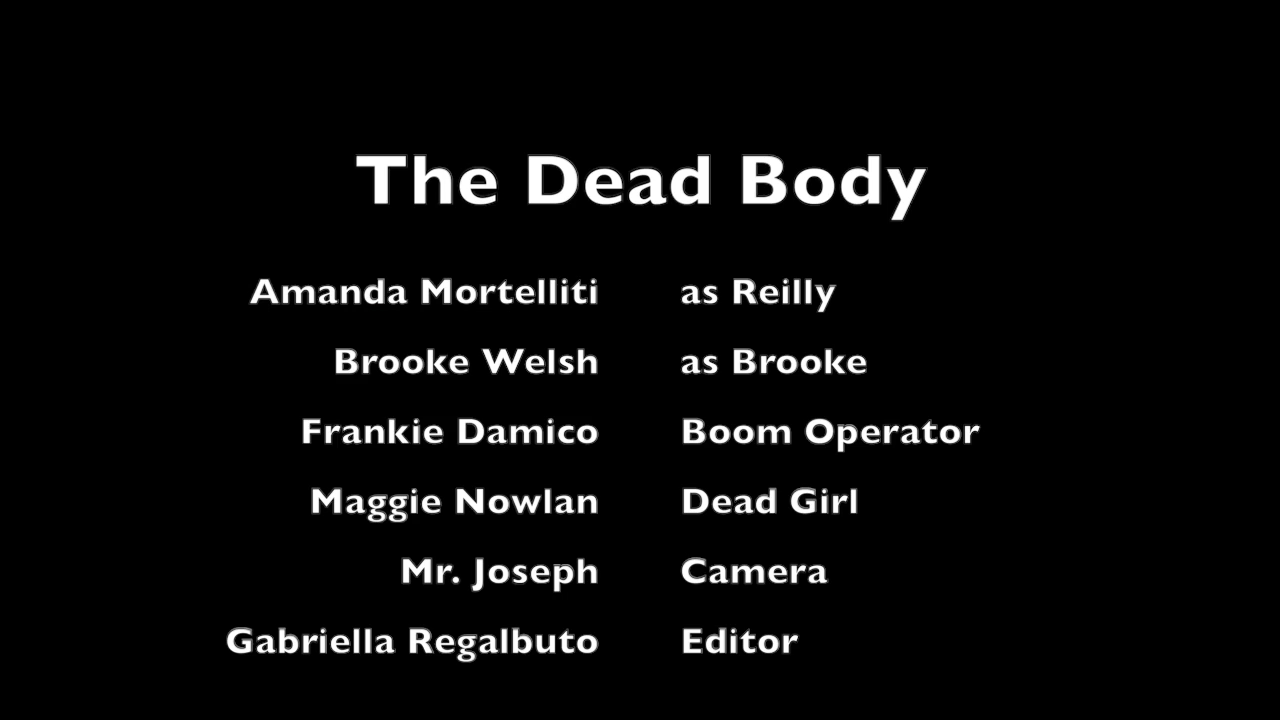 The Dead Body
Amanda Mortelliti as Reilly
Brooke Welsh as Brooke
Frankie Damico Boom Operator
Maggie Nowlan Dead Girl
Mr. Joseph Camera
Gabriella Regalbuto Editor